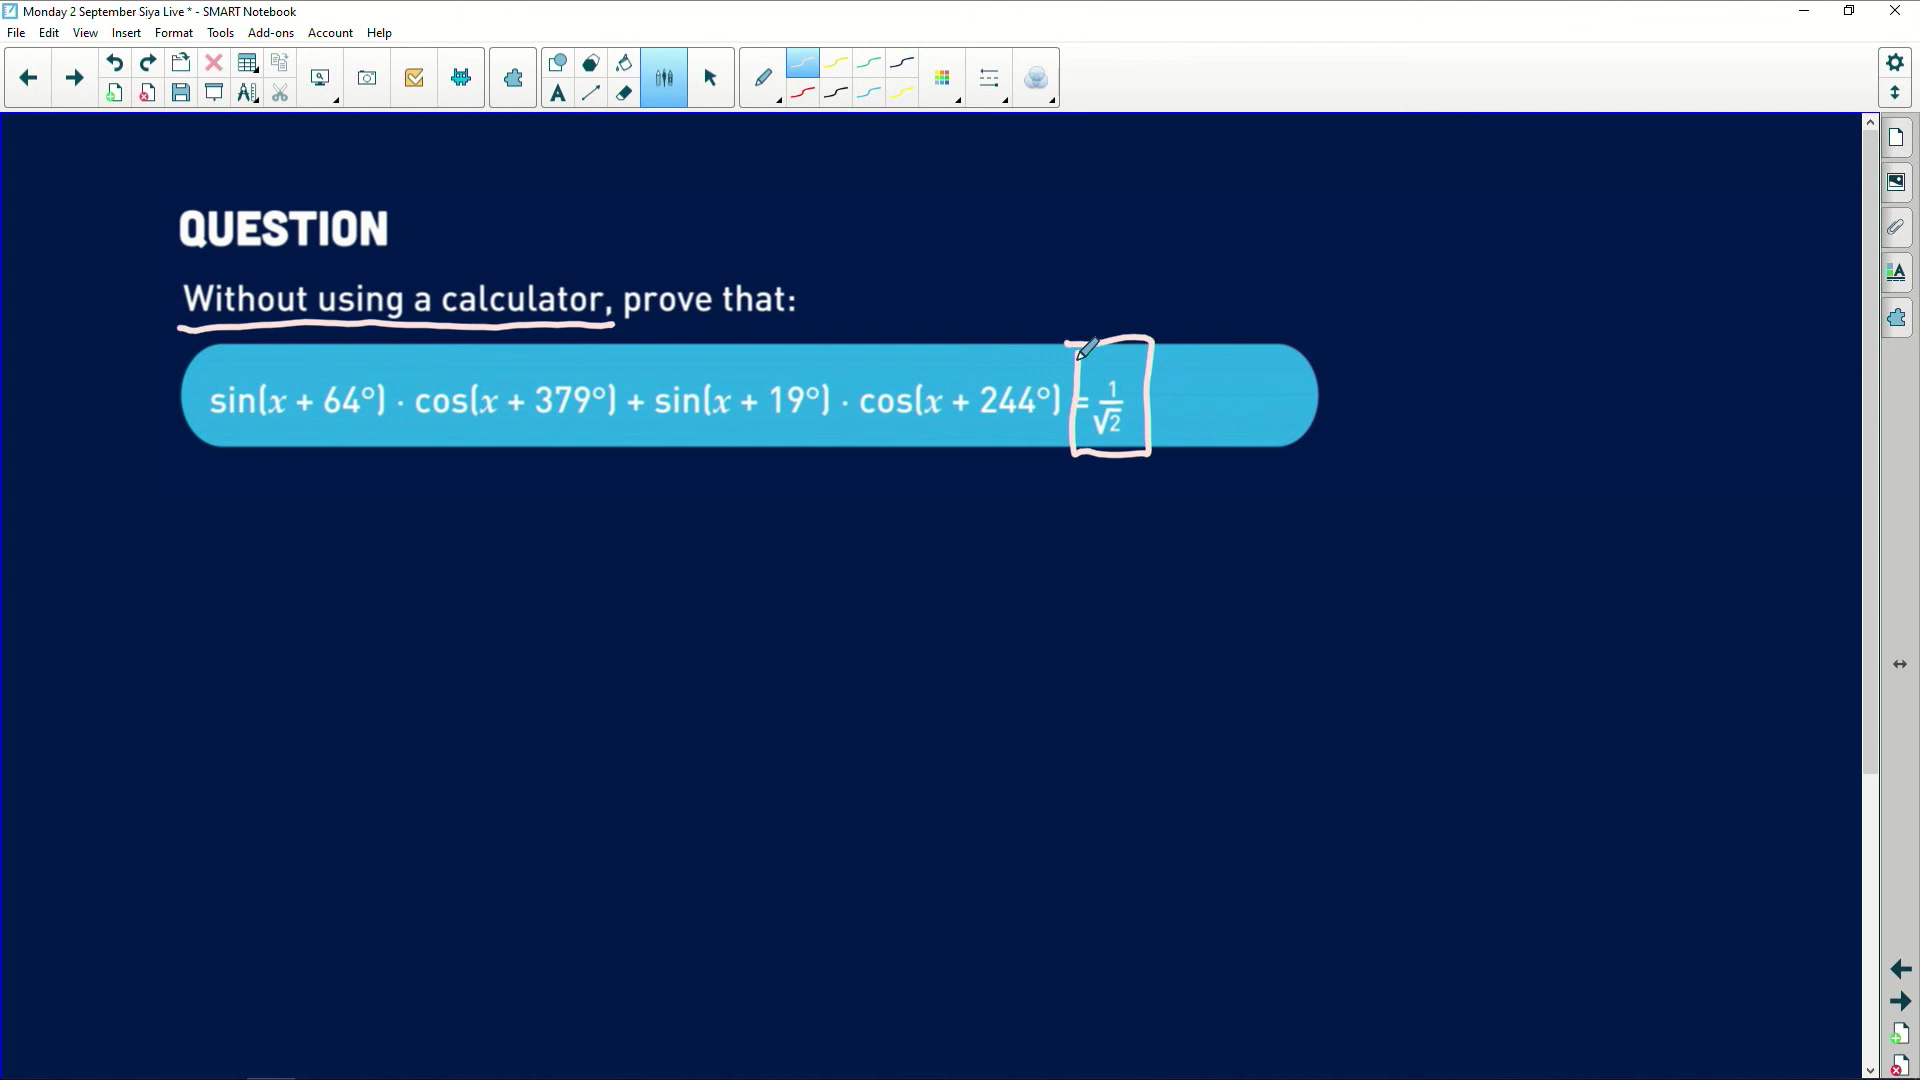 Monday 2 September Siya Live * - SMART Notebook
File Edit View Insert Format Tools Add-ons Account Help
QUESTION
Without using a calculator, prove that:
sin(x + 64°) · cos(x + 379°) + sin(x + 19°) · cos(x + 244°) = 1/√2